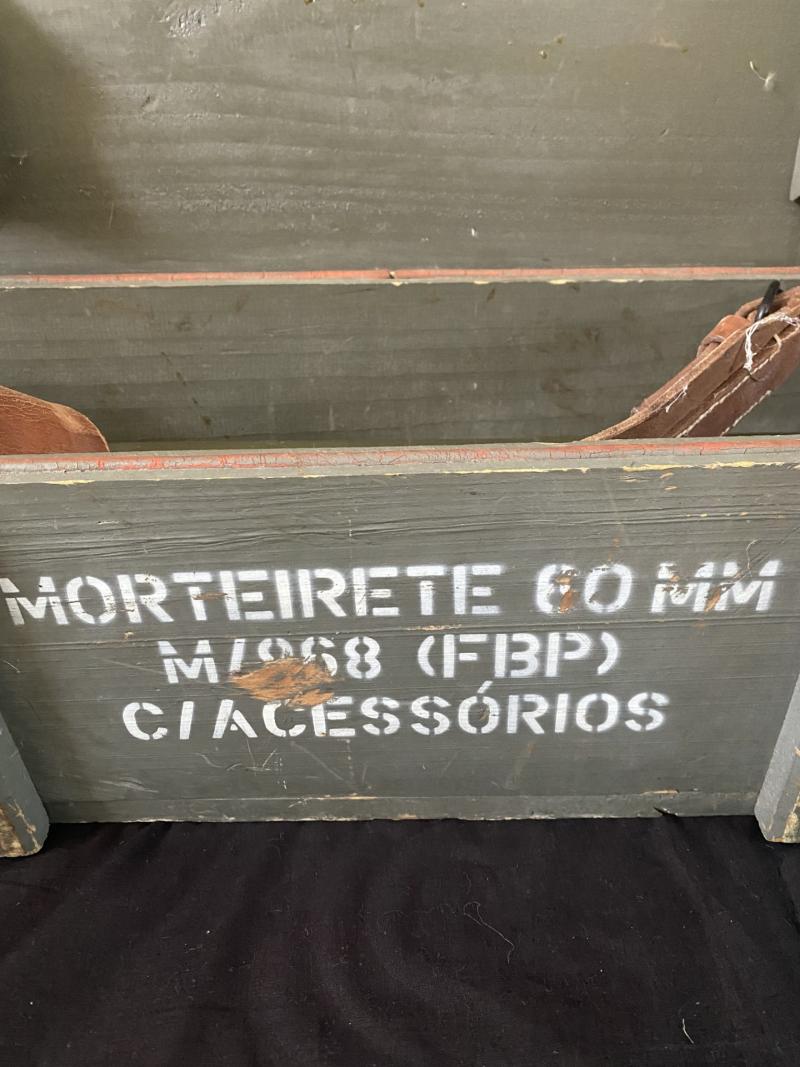 MORTEIRETE 60 MM
M/968 (FBP)
C/ACESSÓRIOS